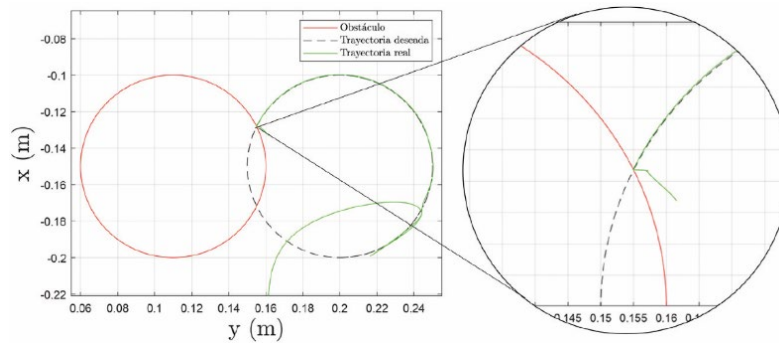 Obstáculo
Trayectoria desenda
Trayectoria real
-0.08
-0.1
-0.12
-0.14
x (m)
-0.16
-0.18
-0.2
-0.22
0.06 0.08 0.1 0.12 0.14 0.16 0.18 0.2 0.22 0.24
y (m)
0.145 0.15 0.155 0.16